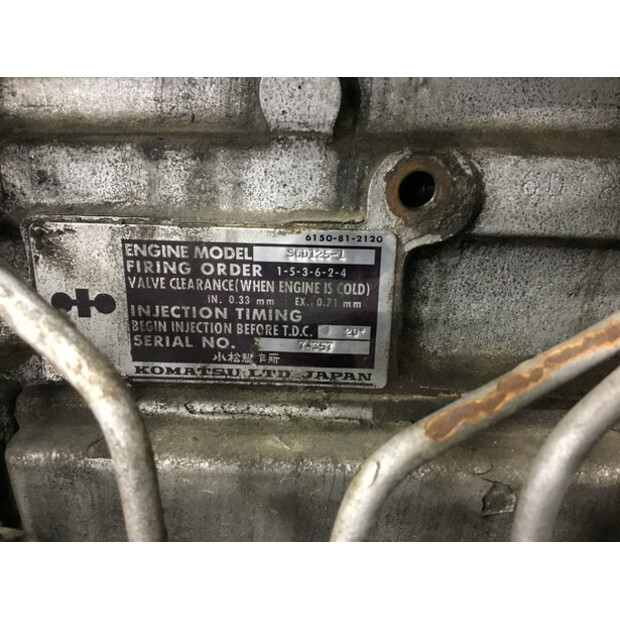 6150-81-2120
ENGINE MODEL S6D125-1
FIRING ORDER 1-5-3-6-2-4
VALVE CLEARANCE(WHEN ENGINE IS COLD)
IN. 0.33 mm EX. 0.71 mm
INJECTION TIMING
BEGIN INJECTION BEFORE T.D.C. 20°
SERIAL NO.
小松製作所
KOMATSU LTD JAPAN
6D